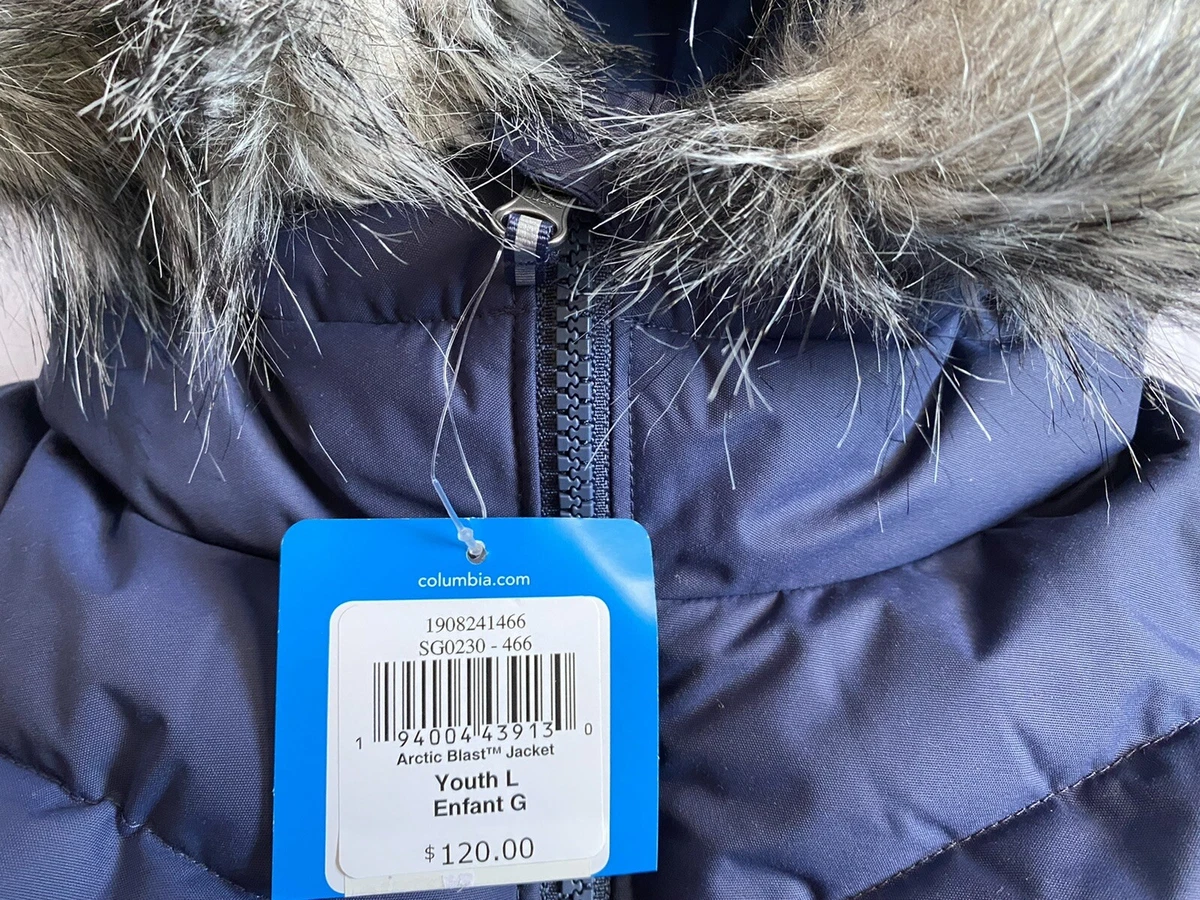 columbia.com
1908241466
SG0230 - 466
1 94004 43913 0
Arctic Blast™ Jacket
Youth L
Enfant G
$120.00